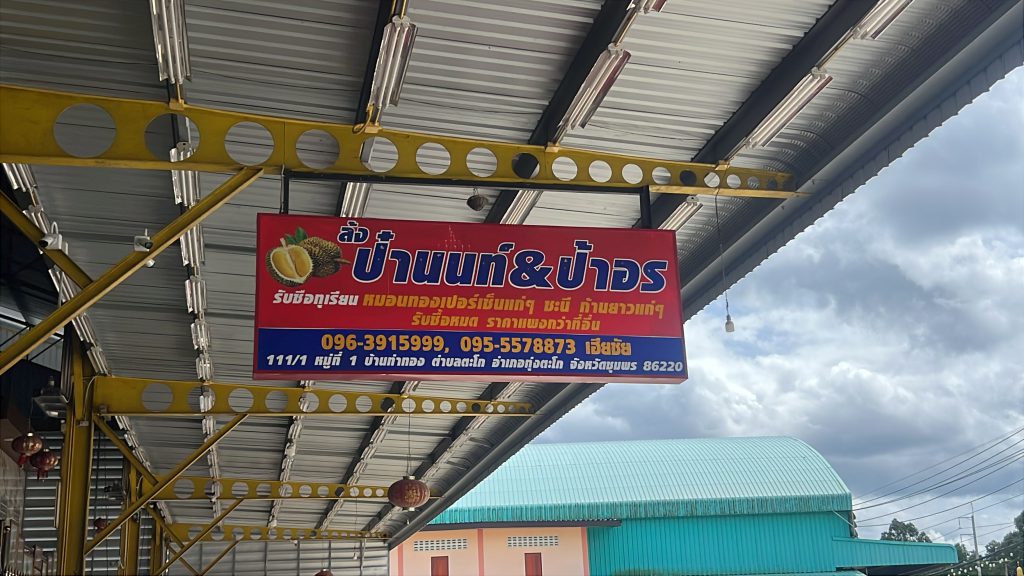 ลั้ง
ป๋านนท์&ป้าอร
รับซื้อทุเรียน หมอนทองเปอร์เซ็นแก่ๆ ชะนี ก้านยาวแก่ๆ
รับซื้อหมด ราคาแพงกว่าที่อื่น
096-3915999, 095-5578873 เฮียชัย
111/1 หมู่ที่ 1 บ้านท่าทอง ตำบลตะโก อำเภอทุ่งตะโก จังหวัดชุมพร 86220